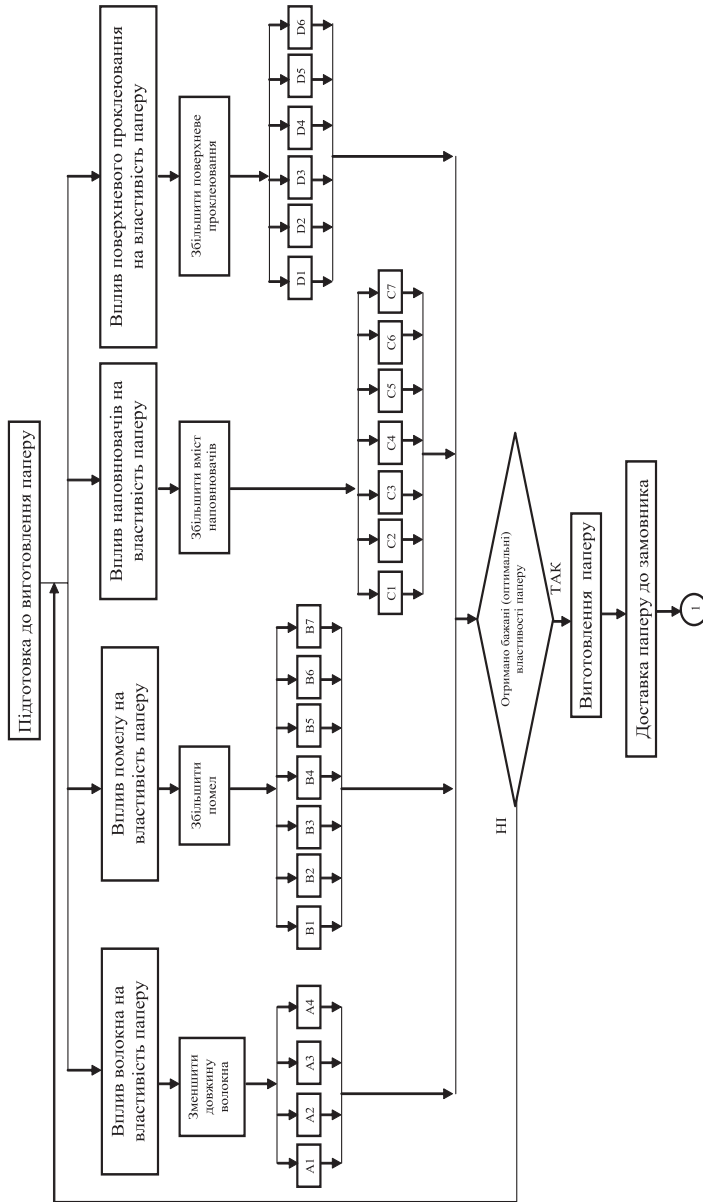 Підготовка до виготовлення паперу
Вплив волокна на
властивість паперу
Вплив помелу на
властивість паперу
Вплив наповнювачів на
властивість паперу
Вплив поверхневого проклеювання
на властивість паперу
Зменшити
довжину
волокна
Збільшити
помел
Збільшити вміст
наповнювачів
Збільшити поверхневе
проклеювання
A1
A2
A3
A4
B1
B2
B3
B4
B5
B6
B7
C1
C2
C3
C4
C5
C6
C7
D1
D2
D3
D4
D5
D6
Отримано бажані (оптимальні)
властивості паперу
НІ
ТАК
Виготовлення паперу
Доставка паперу до замовника
1